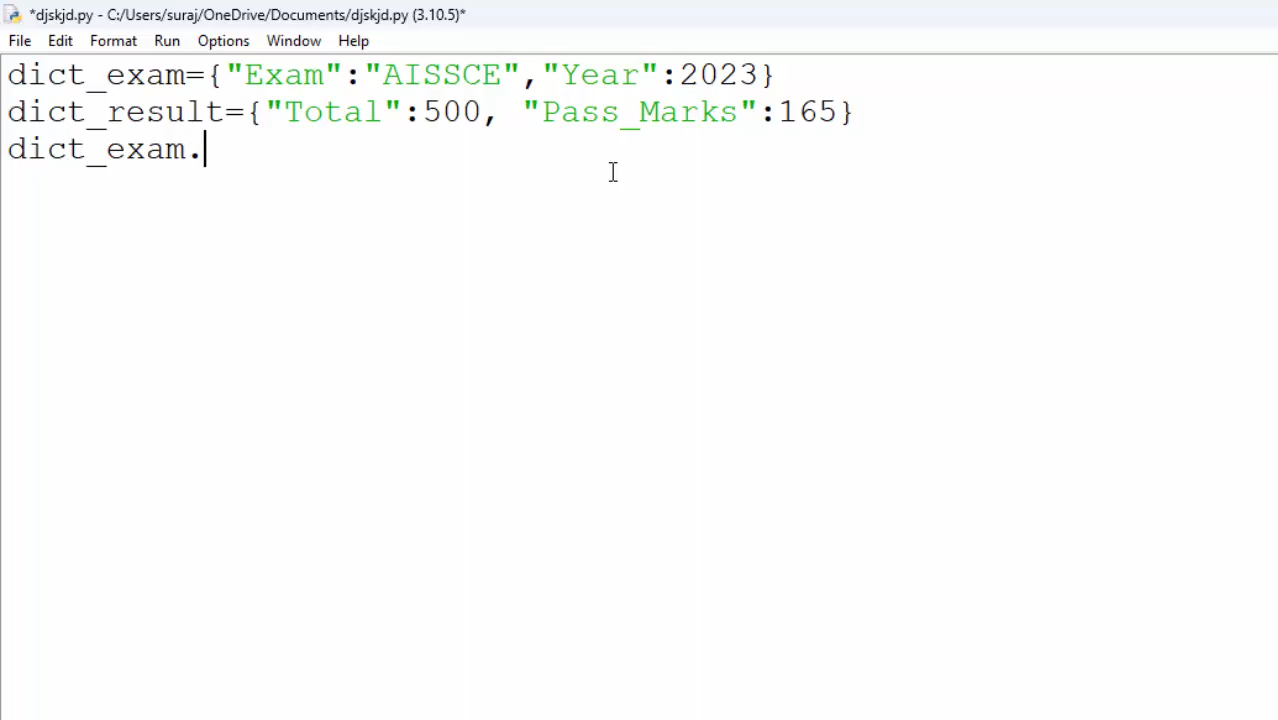 *djskjd.py - C:/Users/suraj/OneDrive/Documents/djskjd.py (3.10.5)*
File Edit Format Run Options Window Help
dict_exam={"Exam":"AISSCE","Year":2023}
dict_result={"Total":500, "Pass_Marks":165}
dict_exam.